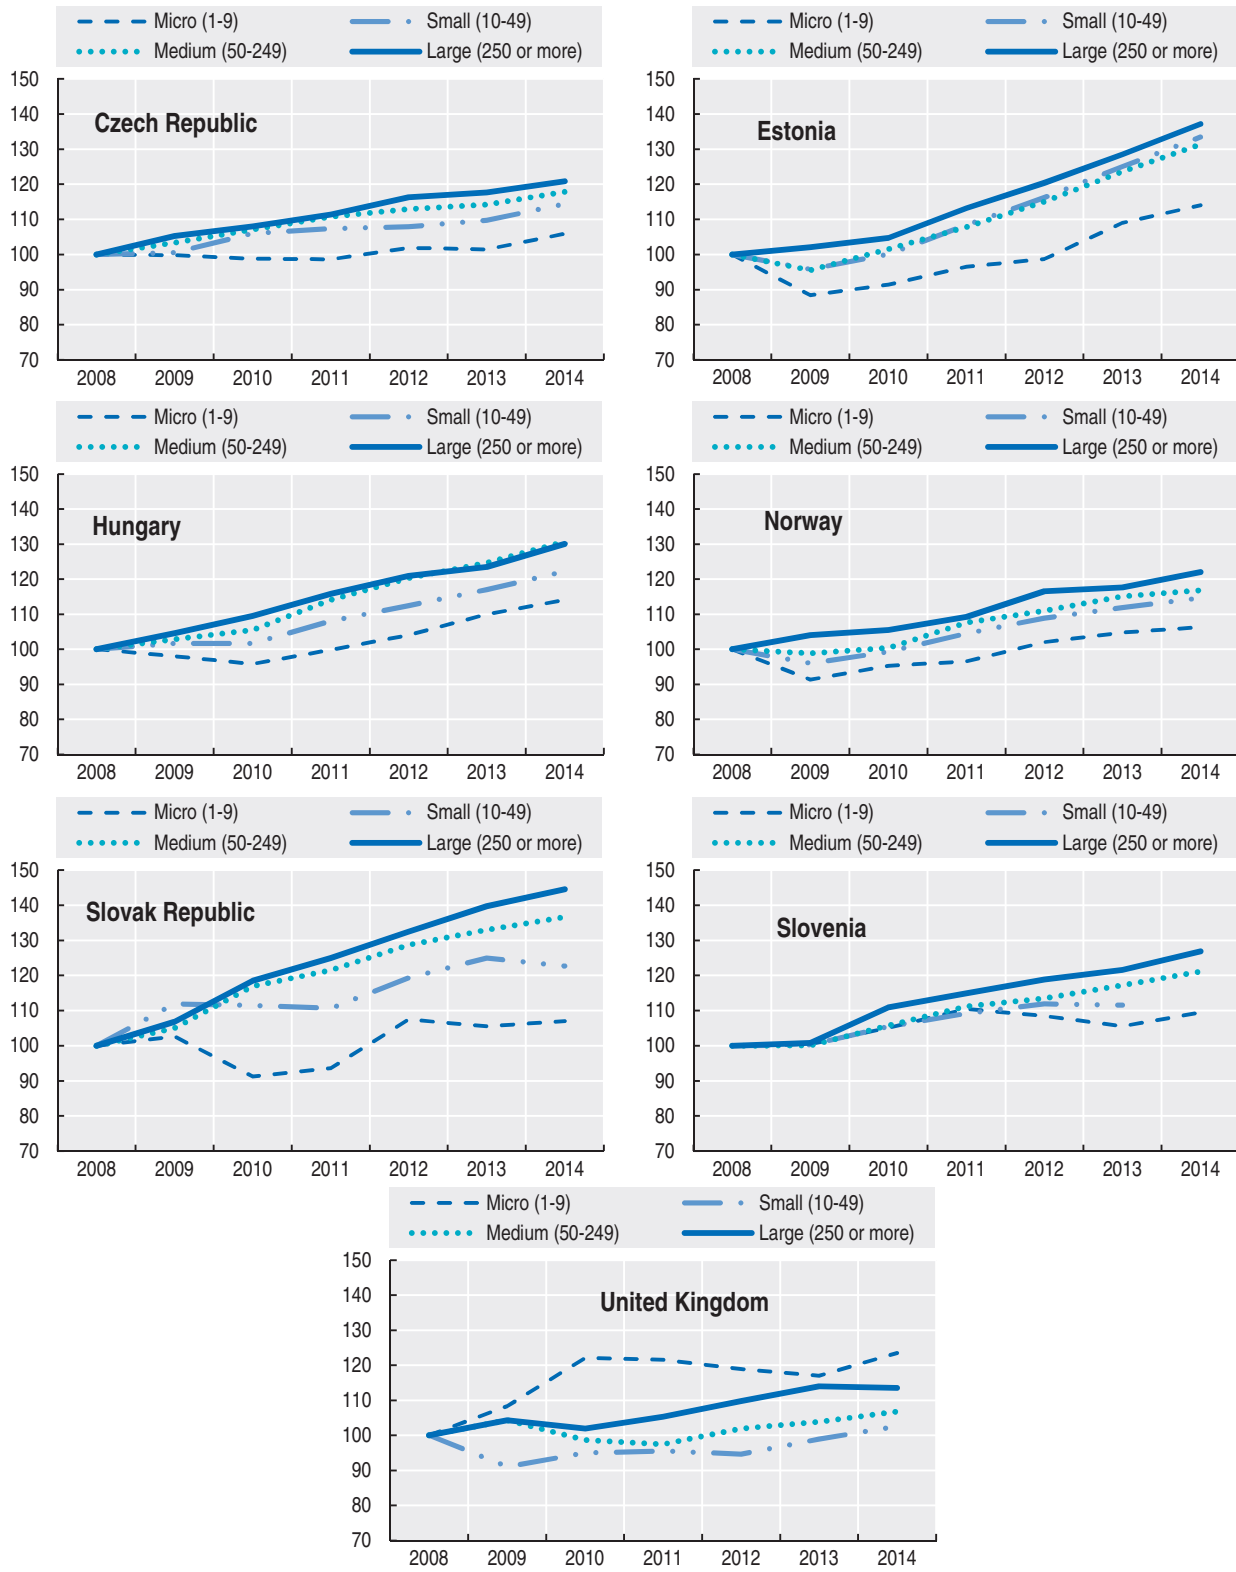 Micro (1-9) Small (10-49)
Medium (50-249) Large (250 or more)
150
140
130
120
110
100
90
80
70
Czech Republic
2008 2009 2010 2011 2012 2013 2014
Micro (1-9) Small (10-49)
Medium (50-249) Large (250 or more)
150
140
130
120
110
100
90
80
70
Estonia
2008 2009 2010 2011 2012 2013 2014
Micro (1-9) Small (10-49)
Medium (50-249) Large (250 or more)
150
140
130
120
110
100
90
80
70
Hungary
2008 2009 2010 2011 2012 2013 2014
Micro (1-9) Small (10-49)
Medium (50-249) Large (250 or more)
150
140
130
120
110
100
90
80
70
Norway
2008 2009 2010 2011 2012 2013 2014
Micro (1-9) Small (10-49)
Medium (50-249) Large (250 or more)
150
140
130
120
110
100
90
80
70
Slovak Republic
2008 2009 2010 2011 2012 2013 2014
Micro (1-9) Small (10-49)
Medium (50-249) Large (250 or more)
150
140
130
120
110
100
90
80
70
Slovenia
2008 2009 2010 2011 2012 2013 2014
Micro (1-9) Small (10-49)
Medium (50-249) Large (250 or more)
150
140
130
120
110
100
90
80
70
United Kingdom
2008 2009 2010 2011 2012 2013 2014